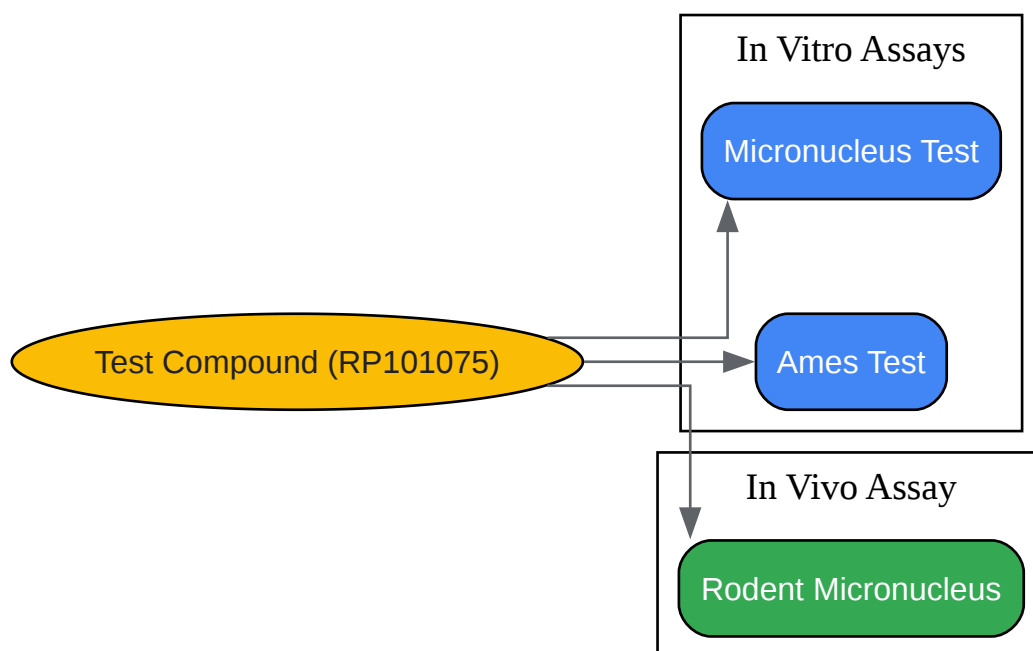 In Vitro Assays
Micronucleus Test
Test Compound (RP101075)
Ames Test
In Vivo Assay
Rodent Micronucleus